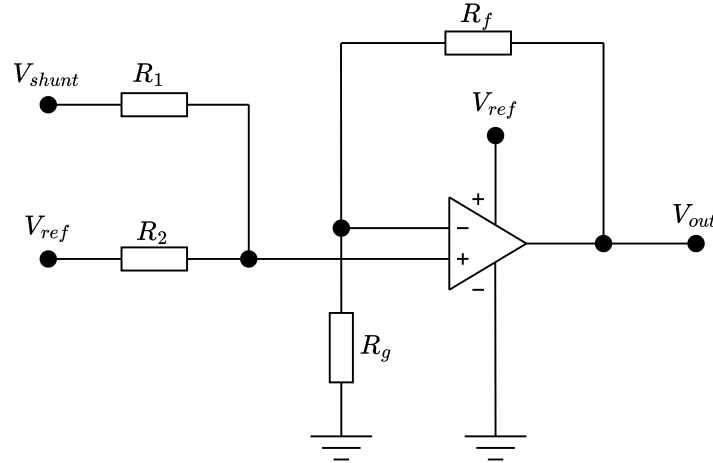 R_f
V_shunt
R_1
V_ref
+
V_ref
R_2
V_out
−
+
−
R_g